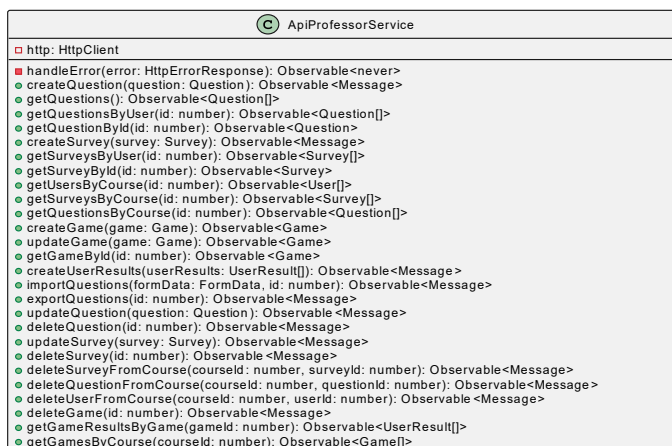 C ApiProfessorService
http: HttpClient
handleError(error: HttpErrorResponse): Observable<never>
createQuestion(question: Question): Observable<Message>
getQuestions(): Observable<Question[]>
getQuestionsByUser(id: number): Observable<Question[]>
getQuestionById(id: number): Observable<Question>
createSurvey(survey: Survey): Observable<Message>
getSurveysByUser(id: number): Observable<Survey[]>
getSurveyById(id: number): Observable<Survey>
getUsersByCourse(id: number): Observable<User[]>
getSurveysByCourse(id: number): Observable<Survey[]>
getQuestionsByCourse(id: number): Observable<Question[]>
createGame(game: Game): Observable<Game>
updateGame(game: Game): Observable<Game>
getGameById(id: number): Observable<Game>
createUserResults(userResults: UserResult[]): Observable<Message>
importQuestions(formData: FormData, id: number): Observable<Message>
exportQuestions(id: number): Observable<Message>
updateQuestion(question: Question): Observable<Message>
deleteQuestion(id: number): Observable<Message>
updateSurvey(survey: Survey): Observable<Message>
deleteSurvey(id: number): Observable<Message>
deleteSurveyFromCourse(courseId: number, surveyId: number): Observable<Message>
deleteQuestionFromCourse(courseId: number, questionId: number): Observable<Message>
deleteUserFromCourse(courseId: number, userId: number): Observable<Message>
deleteGame(id: number): Observable<Message>
getGameResultsByGame(gameId: number): Observable<UserResult[]>
getGamesByCourse(courseId: number): Observable<Game[]>